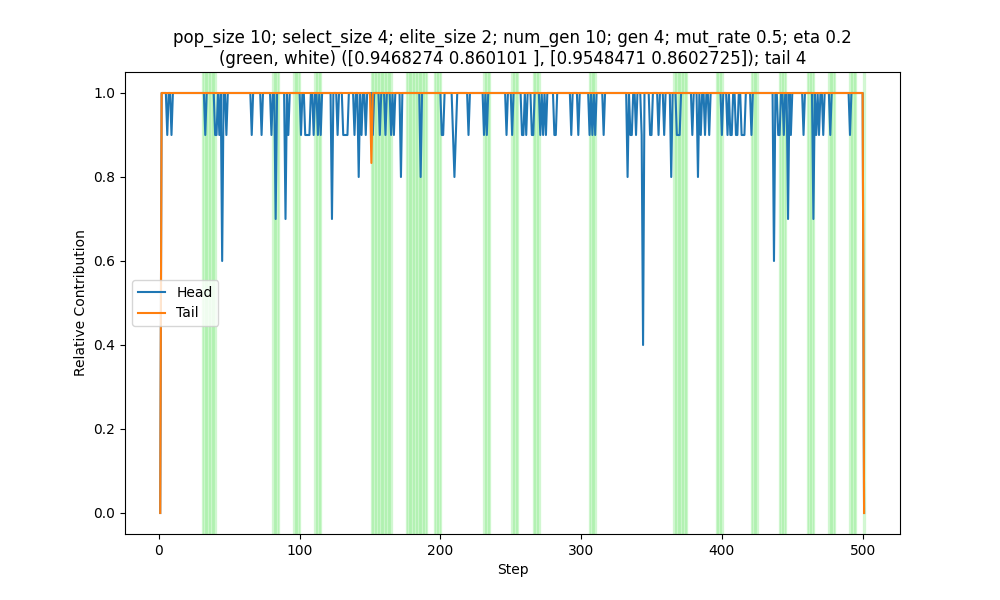 pop_size 10; select_size 4; elite_size 2; num_gen 10; gen 4; mut_rate 0.5; eta 0.2
(green, white) ([0.9468274 0.860101 ], [0.9548471 0.8602725]); tail 4
1.0
0.8
0.6
0.4
0.2
0.0
Relative Contribution
Head
Tail
0
100
200
300
400
500
Step